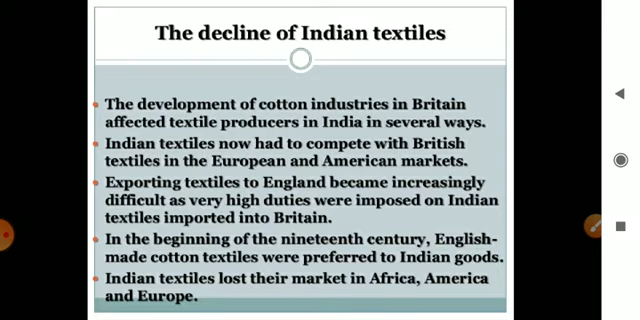 The decline of Indian textiles
The development of cotton industries in Britain
affected textile producers in India in several ways.
Indian textiles now had to compete with British
textiles in the European and American markets.
Exporting textiles to England became increasingly
difficult as very high duties were imposed on Indian
textiles imported into Britain.
In the beginning of the nineteenth century, English-
made cotton textiles were preferred to Indian goods.
Indian textiles lost their market in Africa, America
and Europe.